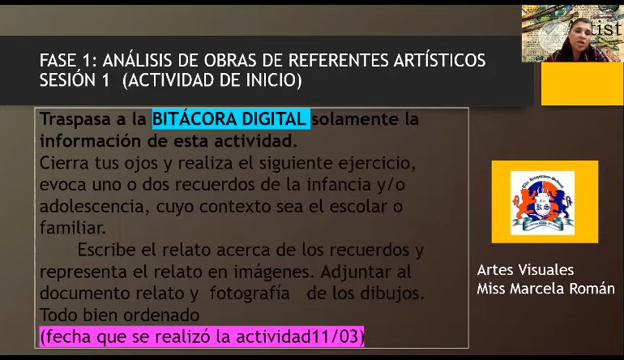 FASE 1: ANÁLISIS DE OBRAS DE REFERENTES ARTÍSTICOS
SESIÓN 1 (ACTIVIDAD DE INICIO)
Traspasa a la BITÁCORA DIGITAL solamente la
información de esta actividad.
Cierra tus ojos y realiza el siguiente ejercicio,
evoca uno o dos recuerdos de la infancia y/o
adolescencia, cuyo contexto sea el escolar o
familiar.
Escribe el relato acerca de los recuerdos y
representa el relato en imágenes. Adjuntar al
documento relato y fotografía de los dibujos.
Todo bien ordenado
(fecha que se realizó la actividad11/03)
Artes Visuales
Miss Marcela Román